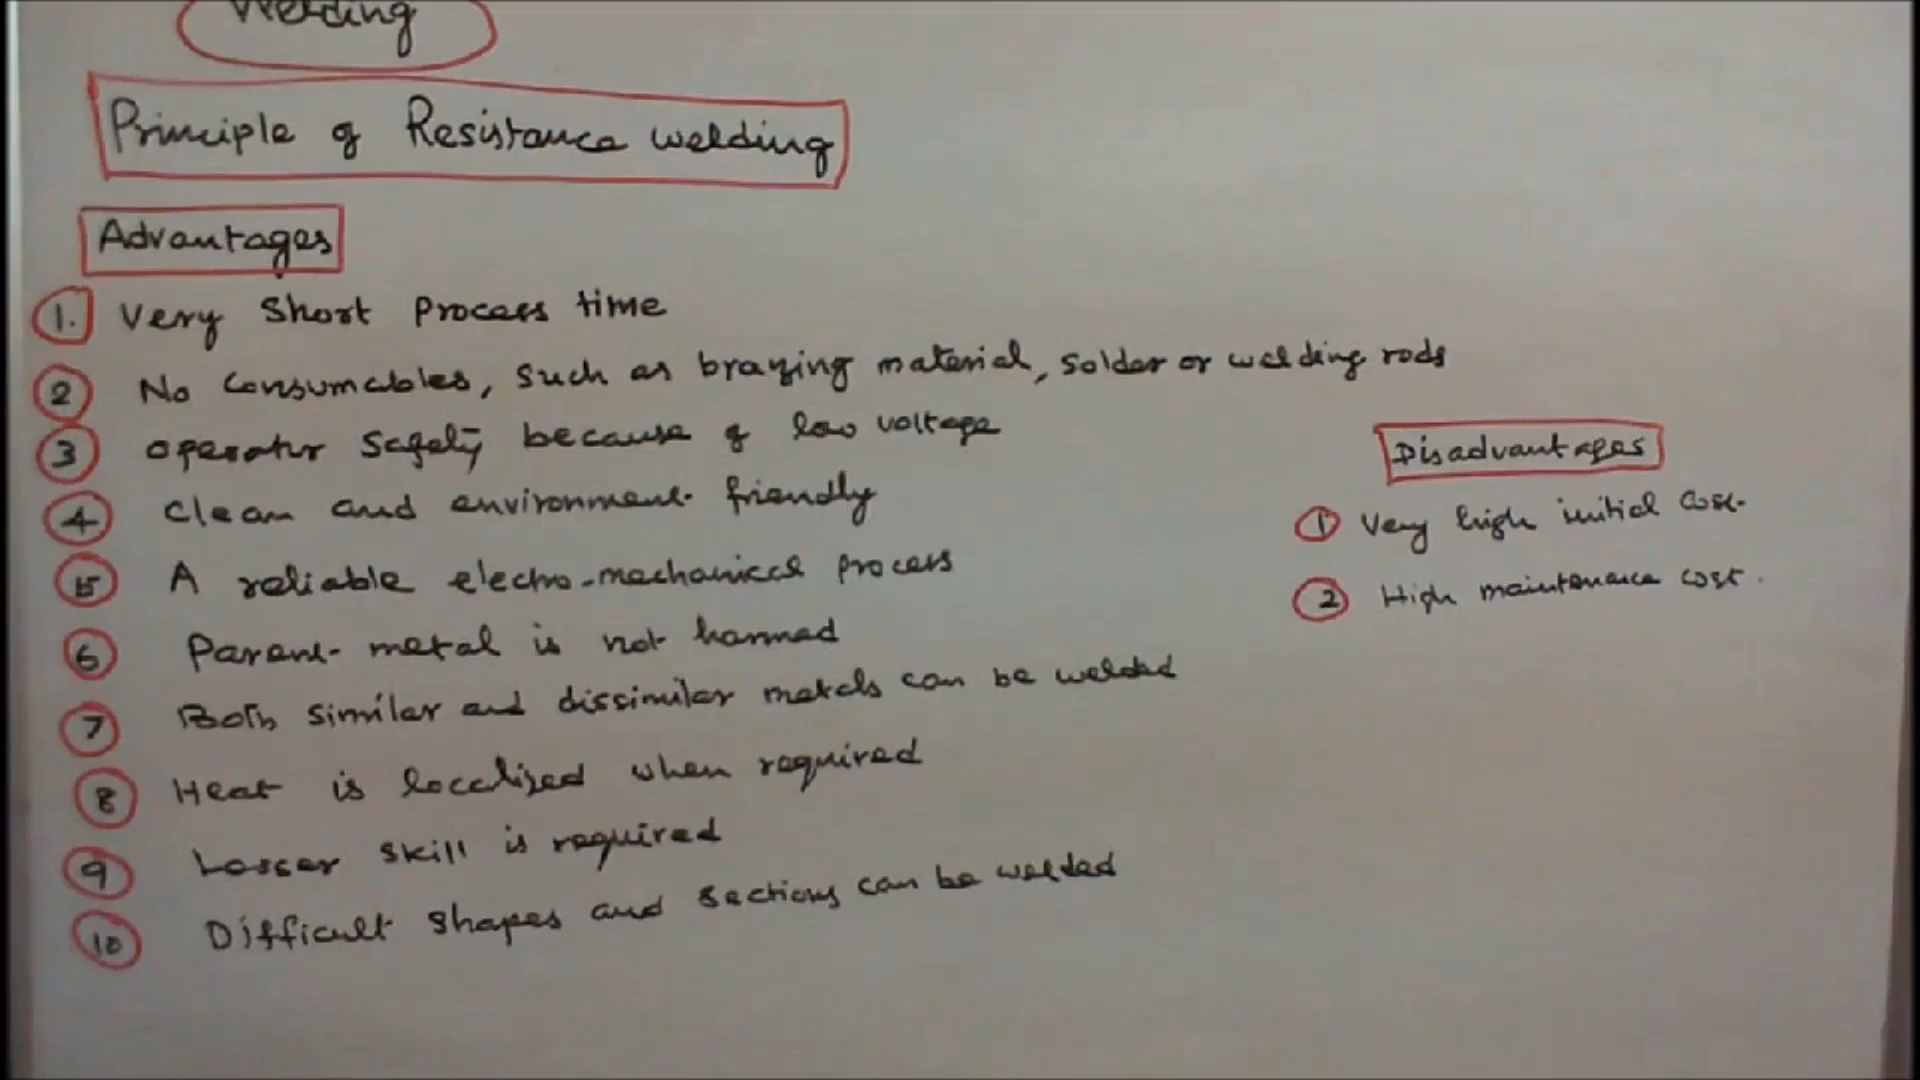 Welding
Principle of Resistance welding
Advantages
1. Very Short Process time
2 No Consumables, Such as brazing material, solder or welding rods
3 operator Safety because of low voltage
4 clean and environment friendly
5 A reliable electro-mechanical process
6 Parent metal is not harmed
7 Both similar and dissimilar metals can be welded
8 Heat is localized when required
9 Lesser skill is required
10 Difficult shapes and sections can be welded
Disadvantages
1 Very high initial cost.
2 High maintenance cost.